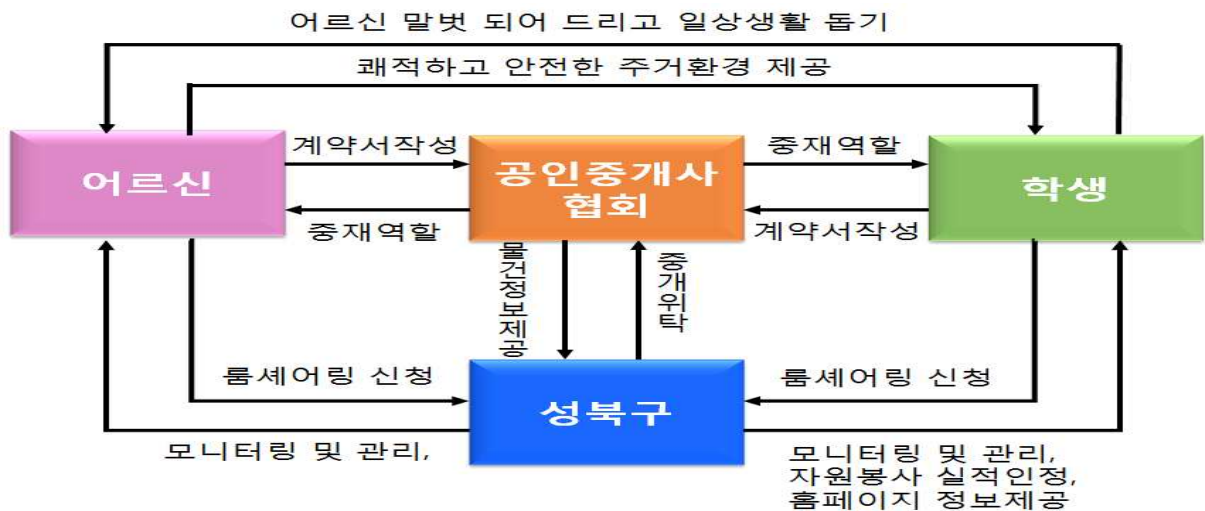 어르신 말벗 되어 드리고 일상생활 돕기
쾌적하고 안전한 주거환경 제공
어르신
계약서작성
중재역할
공인중개사
협회
중재역할
계약서작성
학생
물건정보제공
중개위탁
룸셰어링 신청
성북구
룸셰어링 신청
모니터링 및 관리,
모니터링 및 관리,
자원봉사 실적인정,
홈페이지 정보제공